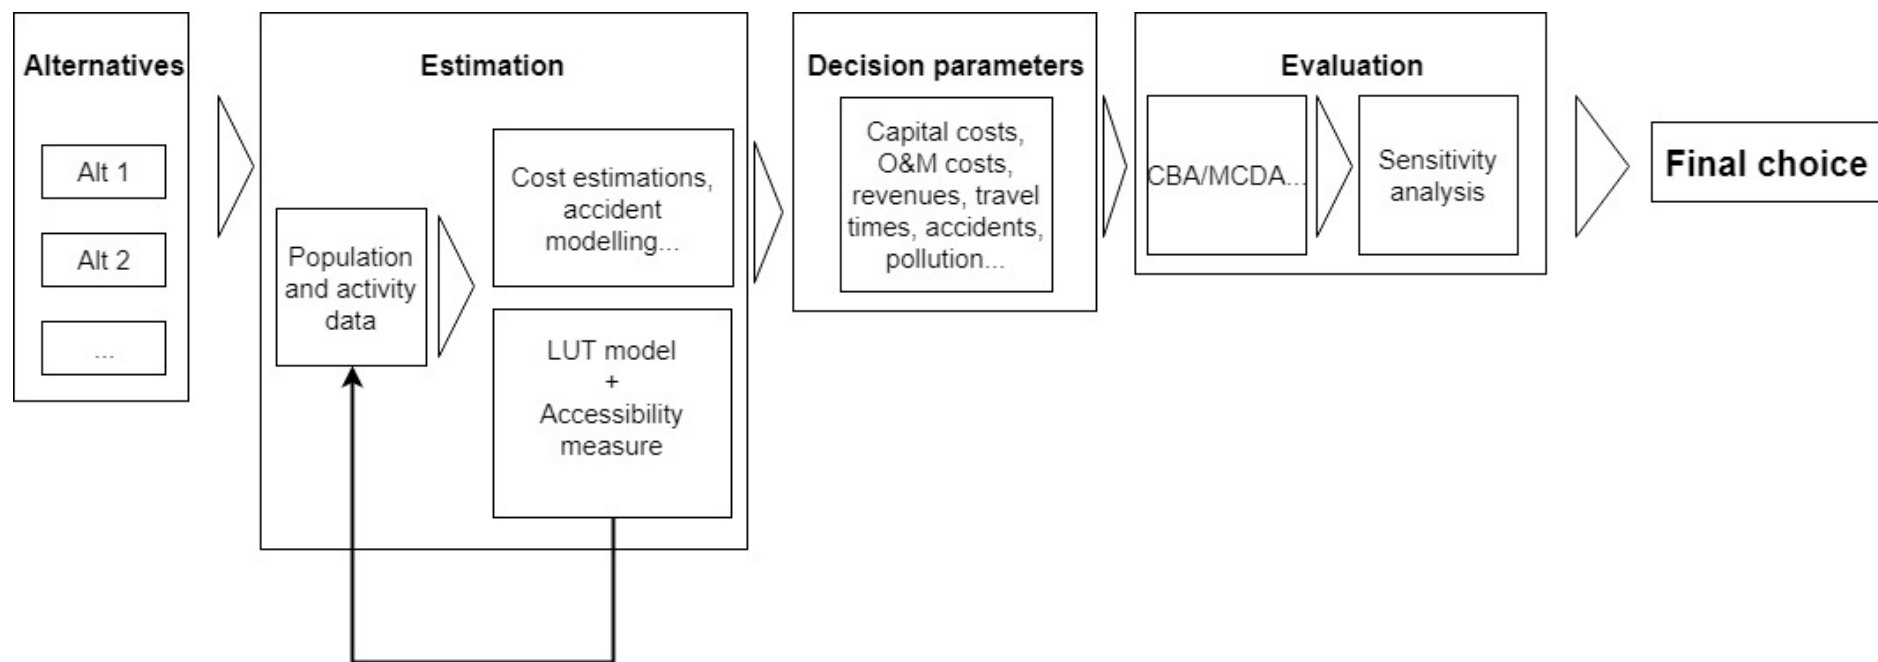 Alternatives
Alt 1
Alt 2
...
Estimation
Population
and activity
data
Cost estimations,
accident
modelling...
LUT model
+
Accessibility
measure
Decision parameters
Capital costs,
O&M costs,
revenues, travel
times, accidents,
pollution...
Evaluation
CBA/MCDA...
Sensitivity
analysis
Final choice